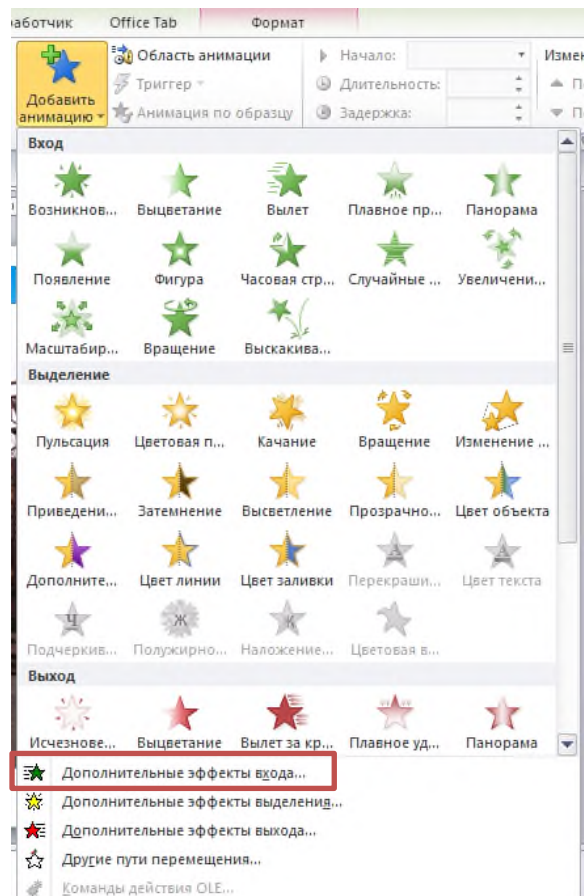 аботчик Office Tab Формат
Область анимации Начало: Измен
Триггер Длительность:
Добавить анимацию Анимация по образцу Задержка:
Вход
Возникнов... Выцветание Вылет Плавное пр... Панорама
Появление Фигура Часовая стр... Случайные ... Увеличени...
Масштабир... Вращение Выскакива...
Выделение
Пульсация Цветовая п... Качание Вращение Изменение ...
Приведени... Затемнение Высветление Прозрачно... Цвет объекта
Дополните... Цвет линии Цвет заливки Перекраши... Цвет текста
Подчеркив... Полужирно... Наложение... Цветовая в...
Выход
Исчезнове... Выцветание Вылет за кр... Плавное уд... Панорама
Дополнительные эффекты входа...
Дополнительные эффекты выделения...
Дополнительные эффекты выхода...
Другие пути перемещения...
Команды действия OLE...